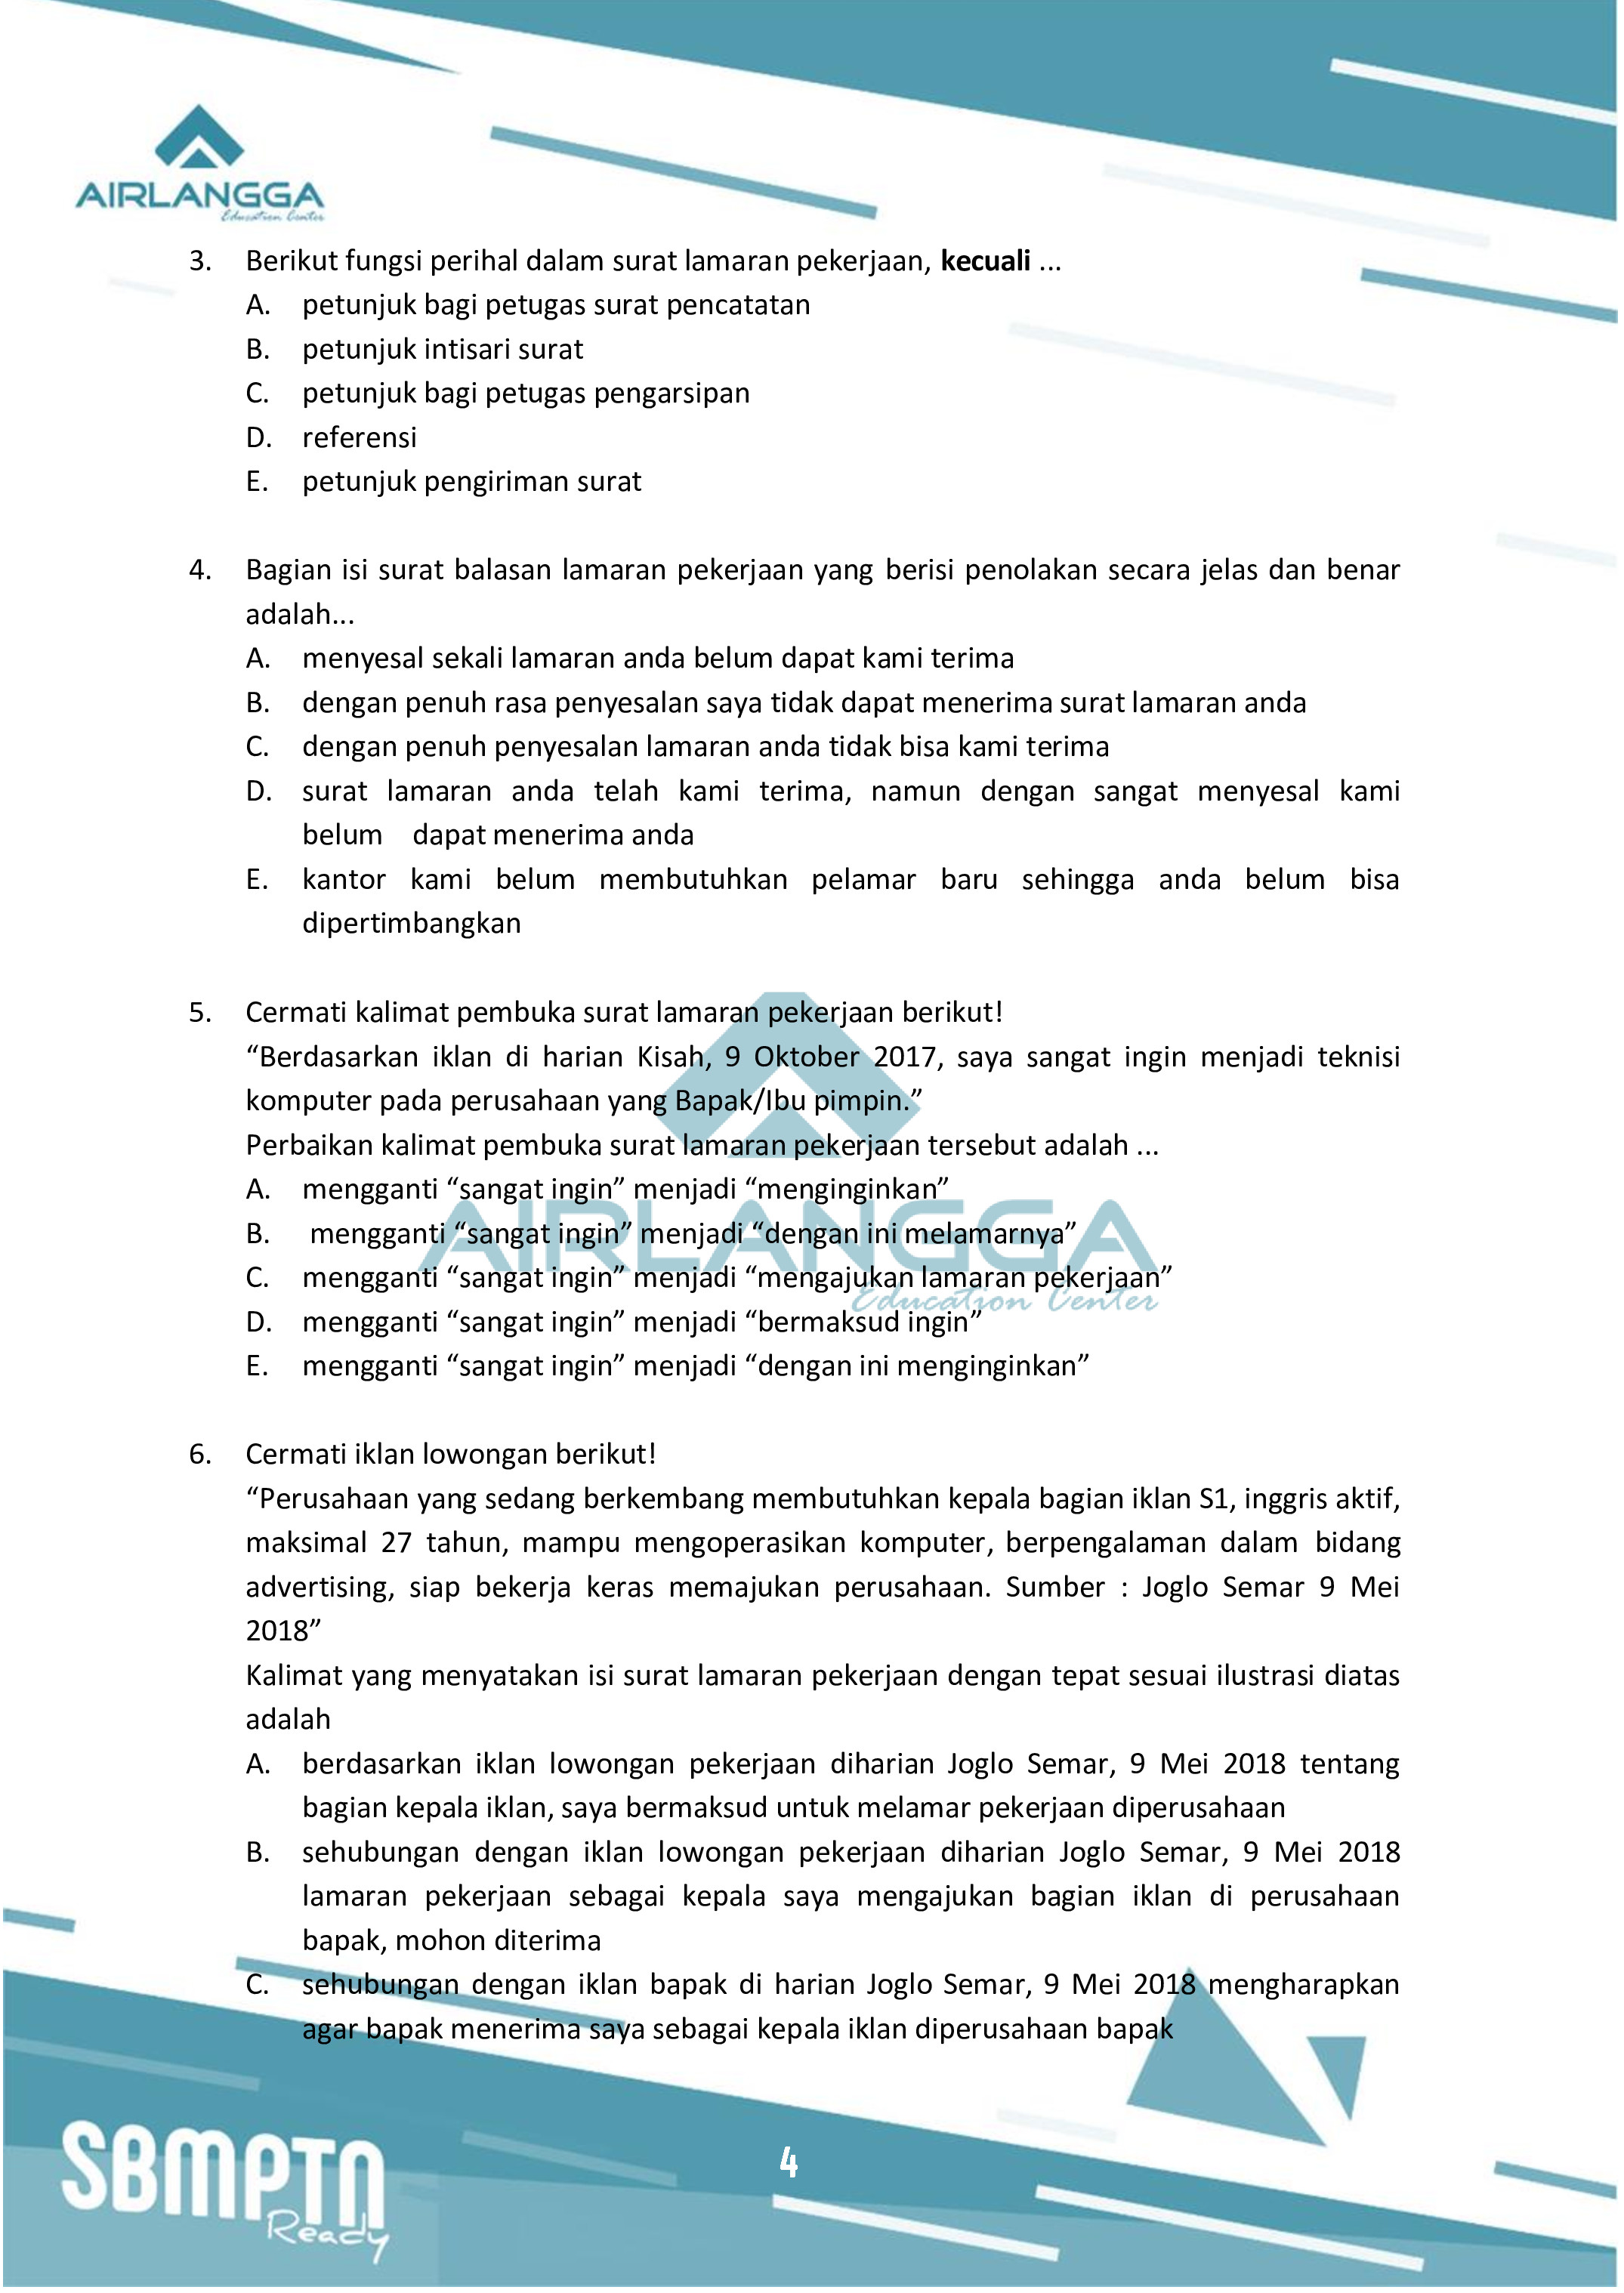 AIRLANGGA
Education Center
3. Berikut fungsi perihal dalam surat lamaran pekerjaan, kecuali ...
A. petunjuk bagi petugas surat pencatatan
B. petunjuk intisari surat
C. petunjuk bagi petugas pengarsipan
D. referensi
E. petunjuk pengiriman surat
4. Bagian isi surat balasan lamaran pekerjaan yang berisi penolakan secara jelas dan benar
adalah...
A. menyesal sekali lamaran anda belum dapat kami terima
B. dengan penuh rasa penyesalan saya tidak dapat menerima surat lamaran anda
C. dengan penuh penyesalan lamaran anda tidak bisa kami terima
D. surat lamaran anda telah kami terima, namun dengan sangat menyesal kami
belum dapat menerima anda
E. kantor kami belum membutuhkan pelamar baru sehingga anda belum bisa
dipertimbangkan
5. Cermati kalimat pembuka surat lamaran pekerjaan berikut!
“Berdasarkan iklan di harian Kisah, 9 Oktober 2017, saya sangat ingin menjadi teknisi
komputer pada perusahaan yang Bapak/Ibu pimpin.”
Perbaikan kalimat pembuka surat lamaran pekerjaan tersebut adalah ...
A. mengganti “sangat ingin” menjadi “menginginkan”
B. mengganti “sangat ingin” menjadi “dengan ini melamarnya”
C. mengganti “sangat ingin” menjadi “mengajukan lamaran pekerjaan”
D. mengganti “sangat ingin” menjadi “bermaksud ingin”
E. mengganti “sangat ingin” menjadi “dengan ini menginginkan”
AIRLANGGA
Education Center
6. Cermati iklan lowongan berikut!
“Perusahaan yang sedang berkembang membutuhkan kepala bagian iklan S1, inggris aktif,
maksimal 27 tahun, mampu mengoperasikan komputer, berpengalaman dalam bidang
advertising, siap bekerja keras memajukan perusahaan. Sumber : Joglo Semar 9 Mei
2018”
Kalimat yang menyatakan isi surat lamaran pekerjaan dengan tepat sesuai ilustrasi diatas
adalah
A. berdasarkan iklan lowongan pekerjaan diharian Joglo Semar, 9 Mei 2018 tentang
bagian kepala iklan, saya bermaksud untuk melamar pekerjaan diperusahaan
B. sehubungan dengan iklan lowongan pekerjaan diharian Joglo Semar, 9 Mei 2018
lamaran pekerjaan sebagai kepala saya mengajukan bagian iklan di perusahaan
bapak, mohon diterima
C. sehubungan dengan iklan bapak di harian Joglo Semar, 9 Mei 2018 mengharapkan
agar bapak menerima saya sebagai kepala iklan diperusahaan bapak
SBMPTN
Ready
4